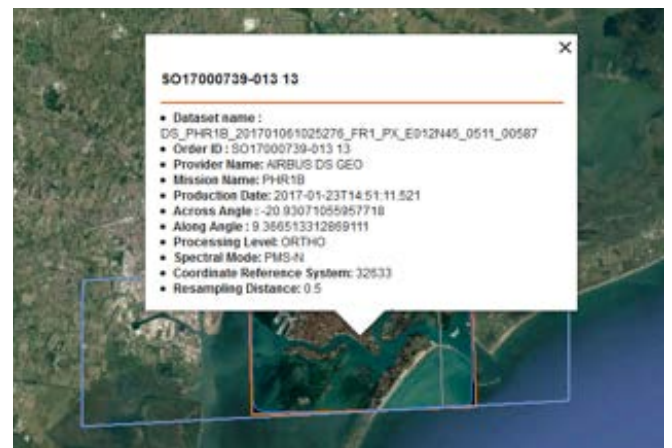 SO17000739-013 13
• Dataset name :
DS_PHR1B_201701061025276_FR1_PX_E012N45_0511_00587
• Order ID : SO17000739-013 13
• Provider Name: AIRBUS DS GEO
• Mission Name: PHR1B
• Production Date: 2017-01-23T14:51:11.521
• Across Angle : -20.93071055957718
• Along Angle : 9.366513312869111
• Processing Level: ORTHO
• Spectral Mode: PMS-N
• Coordinate Reference System: 32633
• Resampling Distance: 0.5